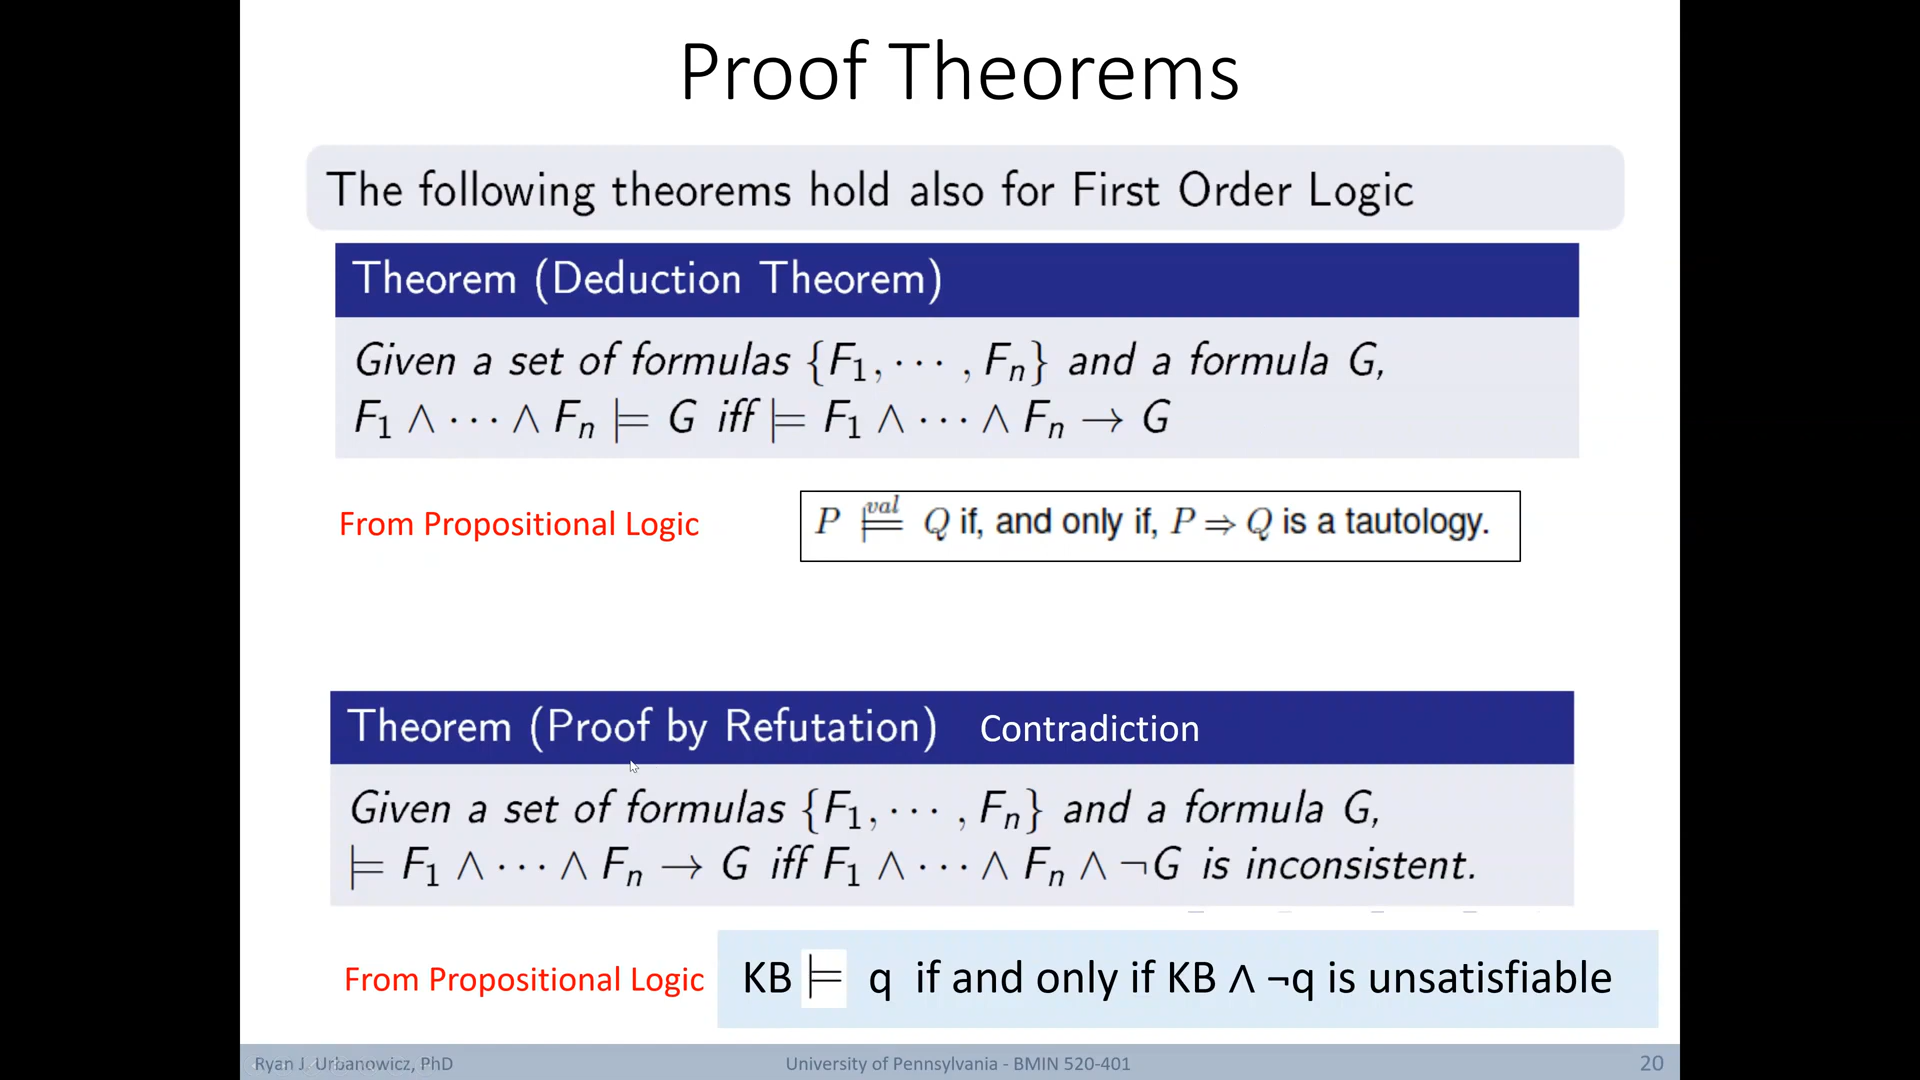 Proof Theorems
The following theorems hold also for First Order Logic
Theorem (Deduction Theorem)
Given a set of formulas {F₁, ⋯ , Fₙ} and a formula G,
F₁ ∧ ⋯ ∧ Fₙ ⊨ G iff ⊨ F₁ ∧ ⋯ ∧ Fₙ → G
From Propositional Logic
P val ⊨ Q if, and only if, P ⇒ Q is a tautology.
Theorem (Proof by Refutation) Contradiction
Given a set of formulas {F₁, ⋯ , Fₙ} and a formula G,
⊨ F₁ ∧ ⋯ ∧ Fₙ → G iff F₁ ∧ ⋯ ∧ Fₙ ∧ ¬G is inconsistent.
From Propositional Logic
KB ⊨ q if and only if KB ∧ ¬q is unsatisfiable
Ryan J. Urbanowicz, PhD
University of Pennsylvania - BMIN 520-401
20